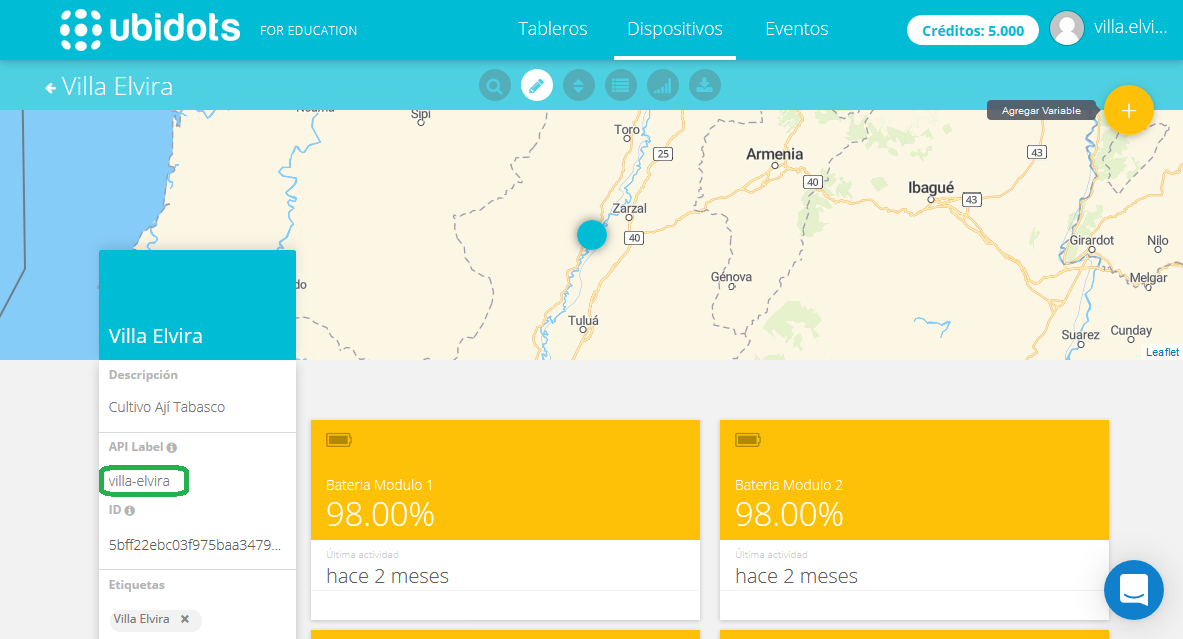 ubidots FOR EDUCATION
Tableros
Dispositivos
Eventos
Créditos: 5.000
villa.elvi...
Villa Elvira
Agregar Variable
Sipí
Toro
25
Armenia
43
40
Ibagué
43
Zarzal
40
Girardot
Nilo
Génova
Melgar
do
Tuluá
Suarez
Cunday
Leaflet
Villa Elvira
Descripción
Cultivo Ají Tabasco
API Label
villa-elvira
ID
5bff22ebc03f975baa3479...
Etiquetas
Villa Elvira ×
Bateria Modulo 1
98.00%
Última actividad
hace 2 meses
Bateria Modulo 2
98.00%
Última actividad
hace 2 meses